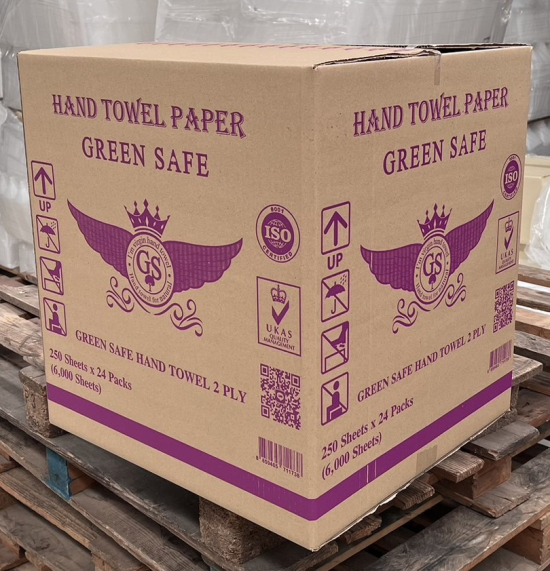 HAND TOWEL PAPER
GREEN SAFE
UP
BODY
ISO
CERTIFIED
GS
UKAS
QUALITY
MANAGEMENT
GREEN SAFE HAND TOWEL 2 PLY
250 Sheets x 24 Packs
(6,000 Sheets)
HAND TOWEL PAPER
GREEN SAFE
UP
ISO
GS
UKAS
GREEN SAFE HAND TOWEL 2 PLY
250 Sheets x 24 Packs
(6,000 Sheets)